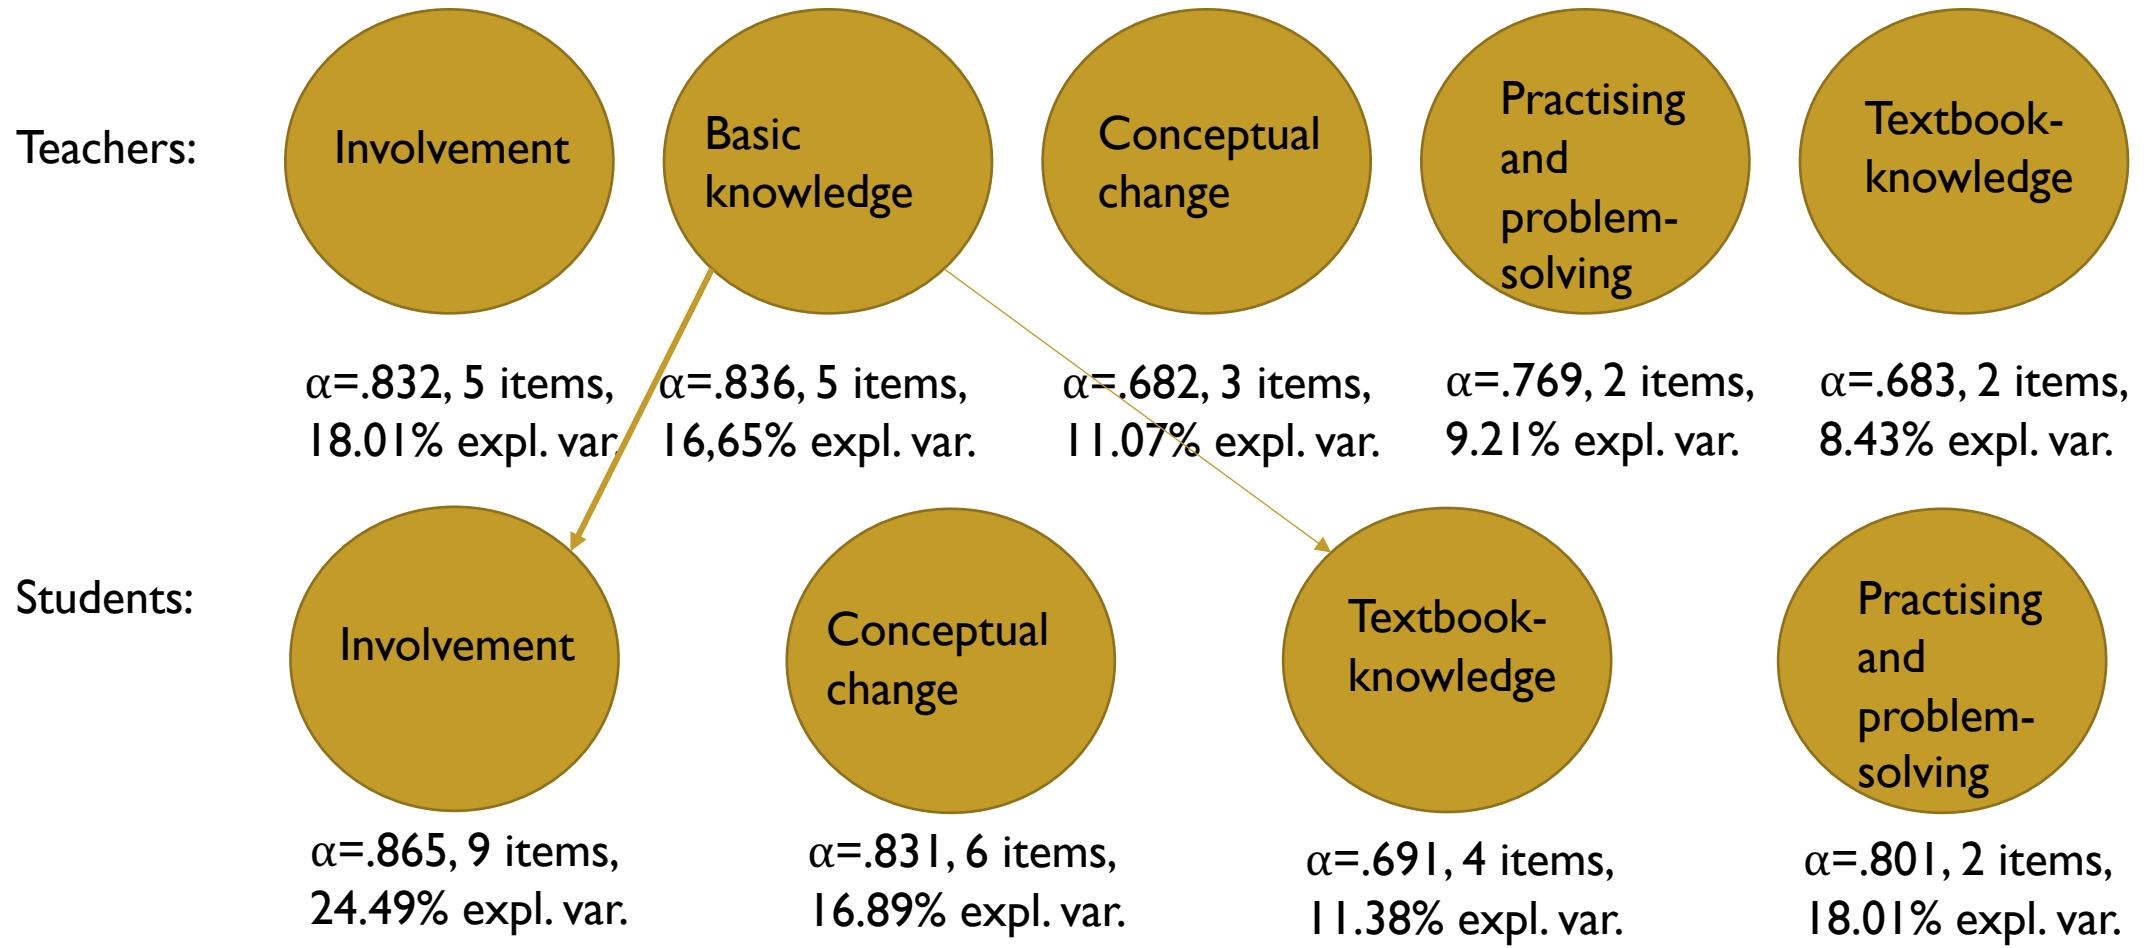 Teachers:
Involvement
Basic
knowledge
Conceptual
change
Practising
and
problem-
solving
Textbook-
knowledge
α=.832, 5 items,
18.01% expl. var.
α=.836, 5 items,
16,65% expl. var.
α=.682, 3 items,
11.07% expl. var.
α=.769, 2 items,
9.21% expl. var.
α=.683, 2 items,
8.43% expl. var.
Students:
Involvement
Conceptual
change
Textbook-
knowledge
Practising
and
problem-
solving
α=.865, 9 items,
24.49% expl. var.
α=.831, 6 items,
16.89% expl. var.
α=.691, 4 items,
11.38% expl. var.
α=.801, 2 items,
18.01% expl. var.